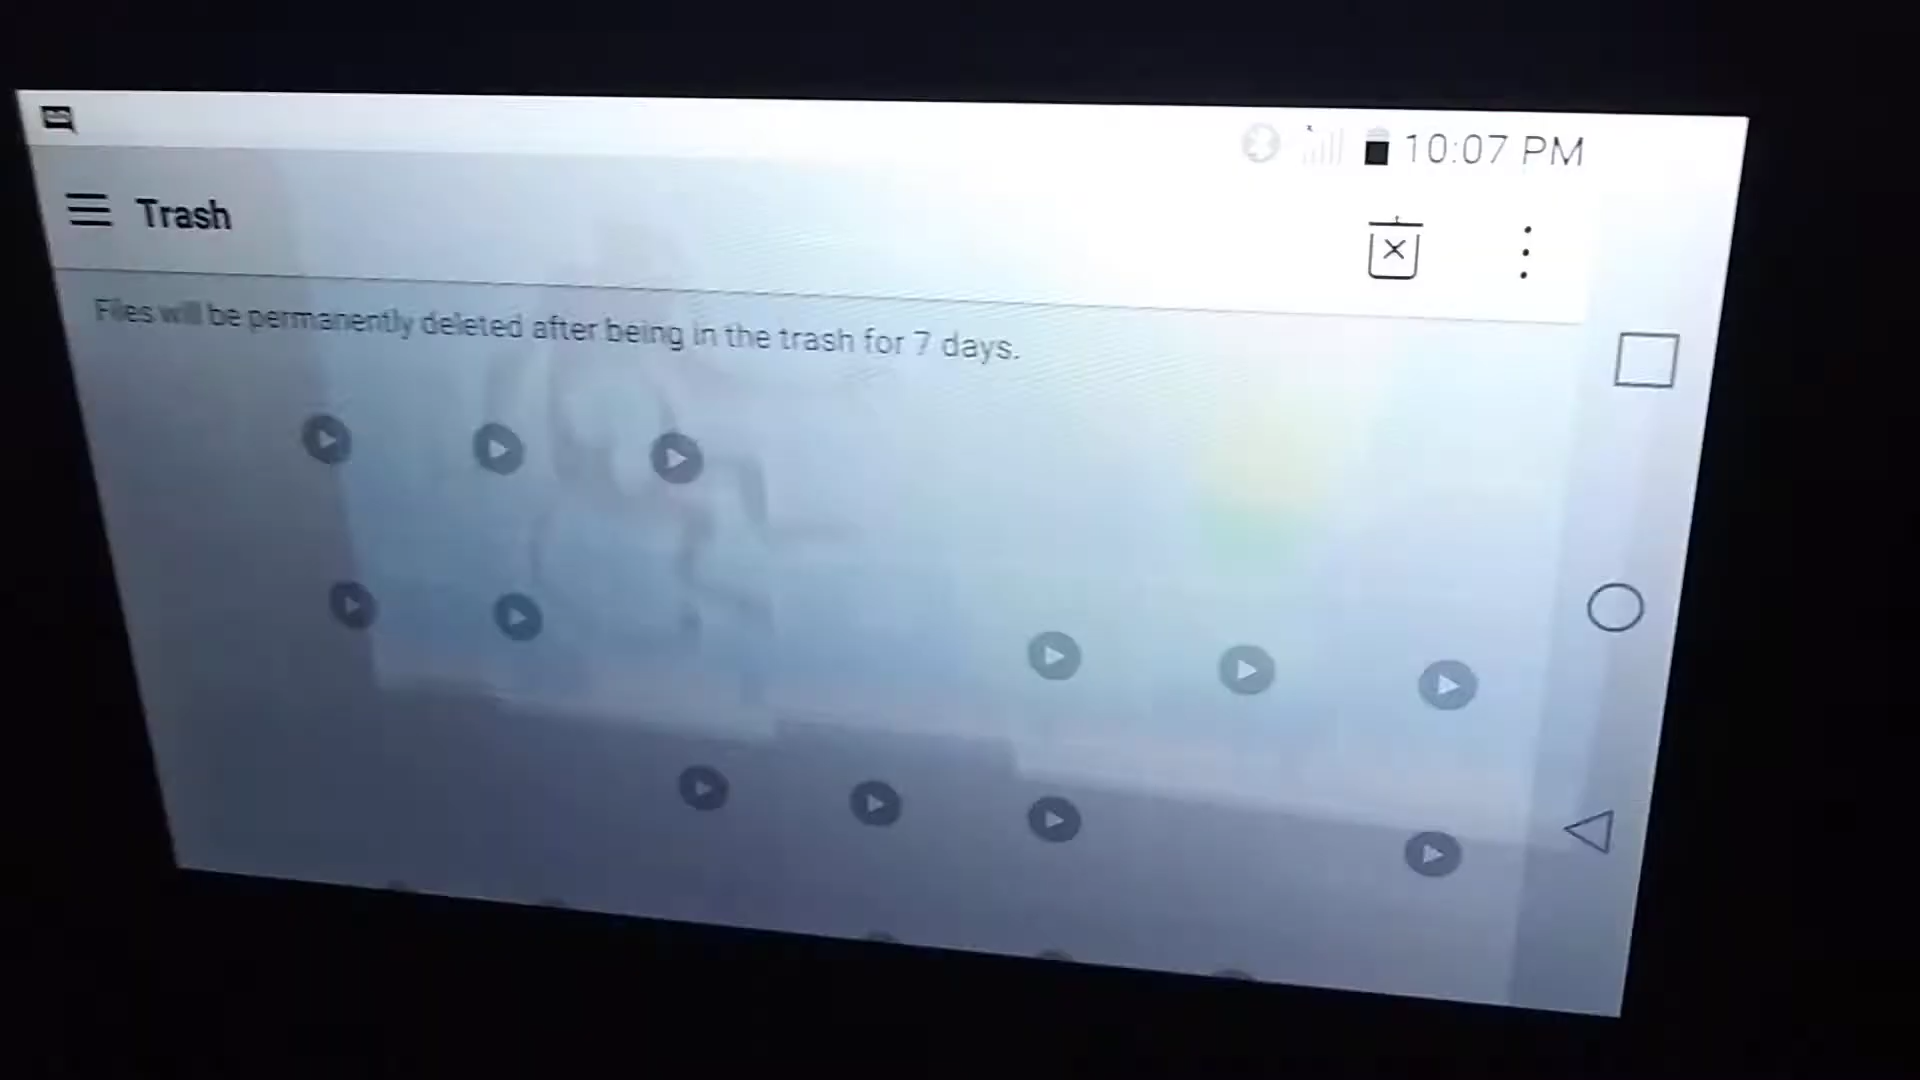 10:07 PM
Trash
Files will be permanently deleted after being in the trash for 7 days.